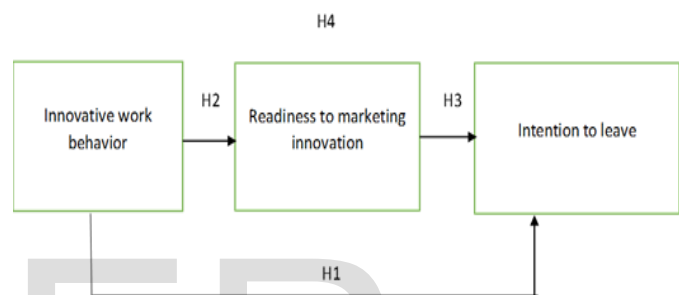 H4
Innovative work
behavior
H2
Readiness to marketing
innovation
H3
Intention to leave
H1